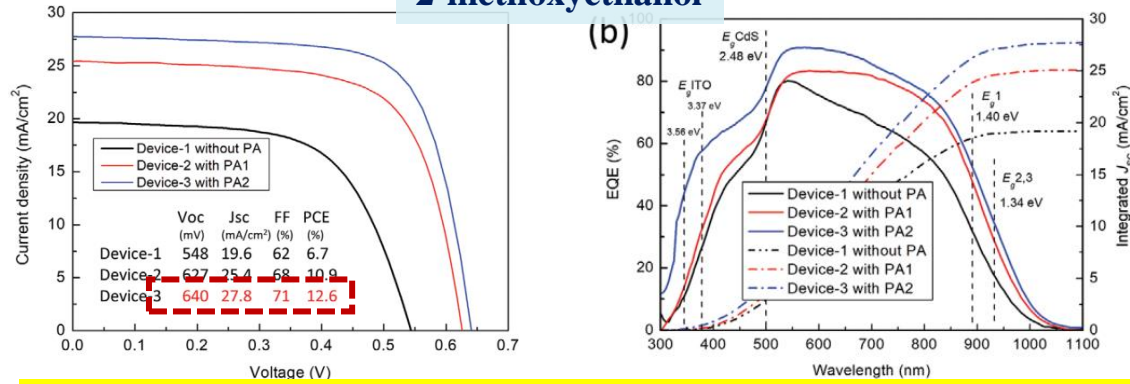 2-methoxyethanol
Current density (mA/cm²)
30
25
20
15
10
5
0
Device-1 without PA
Device-2 with PA1
Device-3 with PA2
Voc Jsc FF PCE
(mV) (mA/cm²) (%) (%)
Device-1 548 19.6 62 6.7
Device-2 627 25.4 68 10.9
Device-3 640 27.8 71 12.6
0.0 0.1 0.2 0.3 0.4 0.5 0.6 0.7
Voltage (V)
(b)
EQE (%)
100
80
60
40
20
0
EgCdS
2.48 eV
EgITO
3.37 eV
3.56 eV
Eg1
1.40 eV
Eg2,3
1.34 eV
Device-1 without PA
Device-2 with PA1
Device-3 with PA2
Device-1 without PA
Device-2 with PA1
Device-3 with PA2
30
25
20
15
10
5
0
Integrated Jsc (mA/cm²)
300 400 500 600 700 800 900 1000 1100
Wavelength (nm)